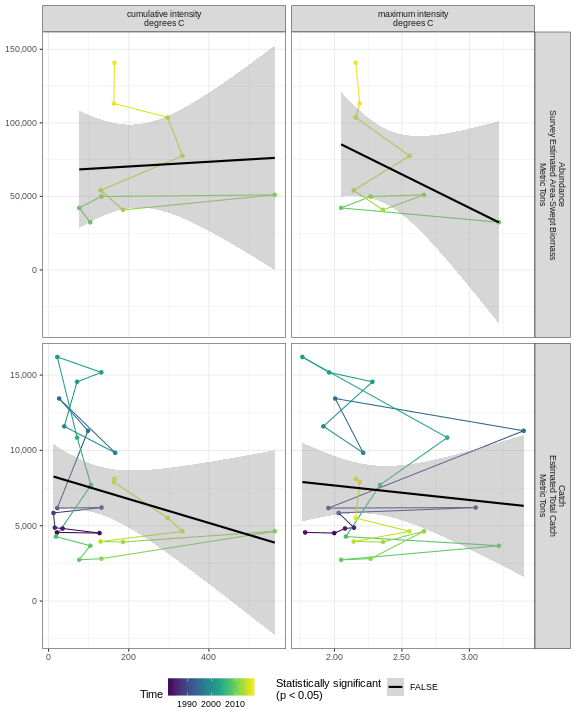 cumulative intensity
degrees C
maximum intensity
degrees C
150,000
100,000
50,000
0
Abundance
Survey Estimated Area-Swept Biomass
Metric Tons
15,000
10,000
5,000
0
Catch
Estimated Total Catch
Metric Tons
0 200 400
2.00 2.50 3.00
Time
1990 2000 2010
Statistically significant
(p < 0.05)
FALSE